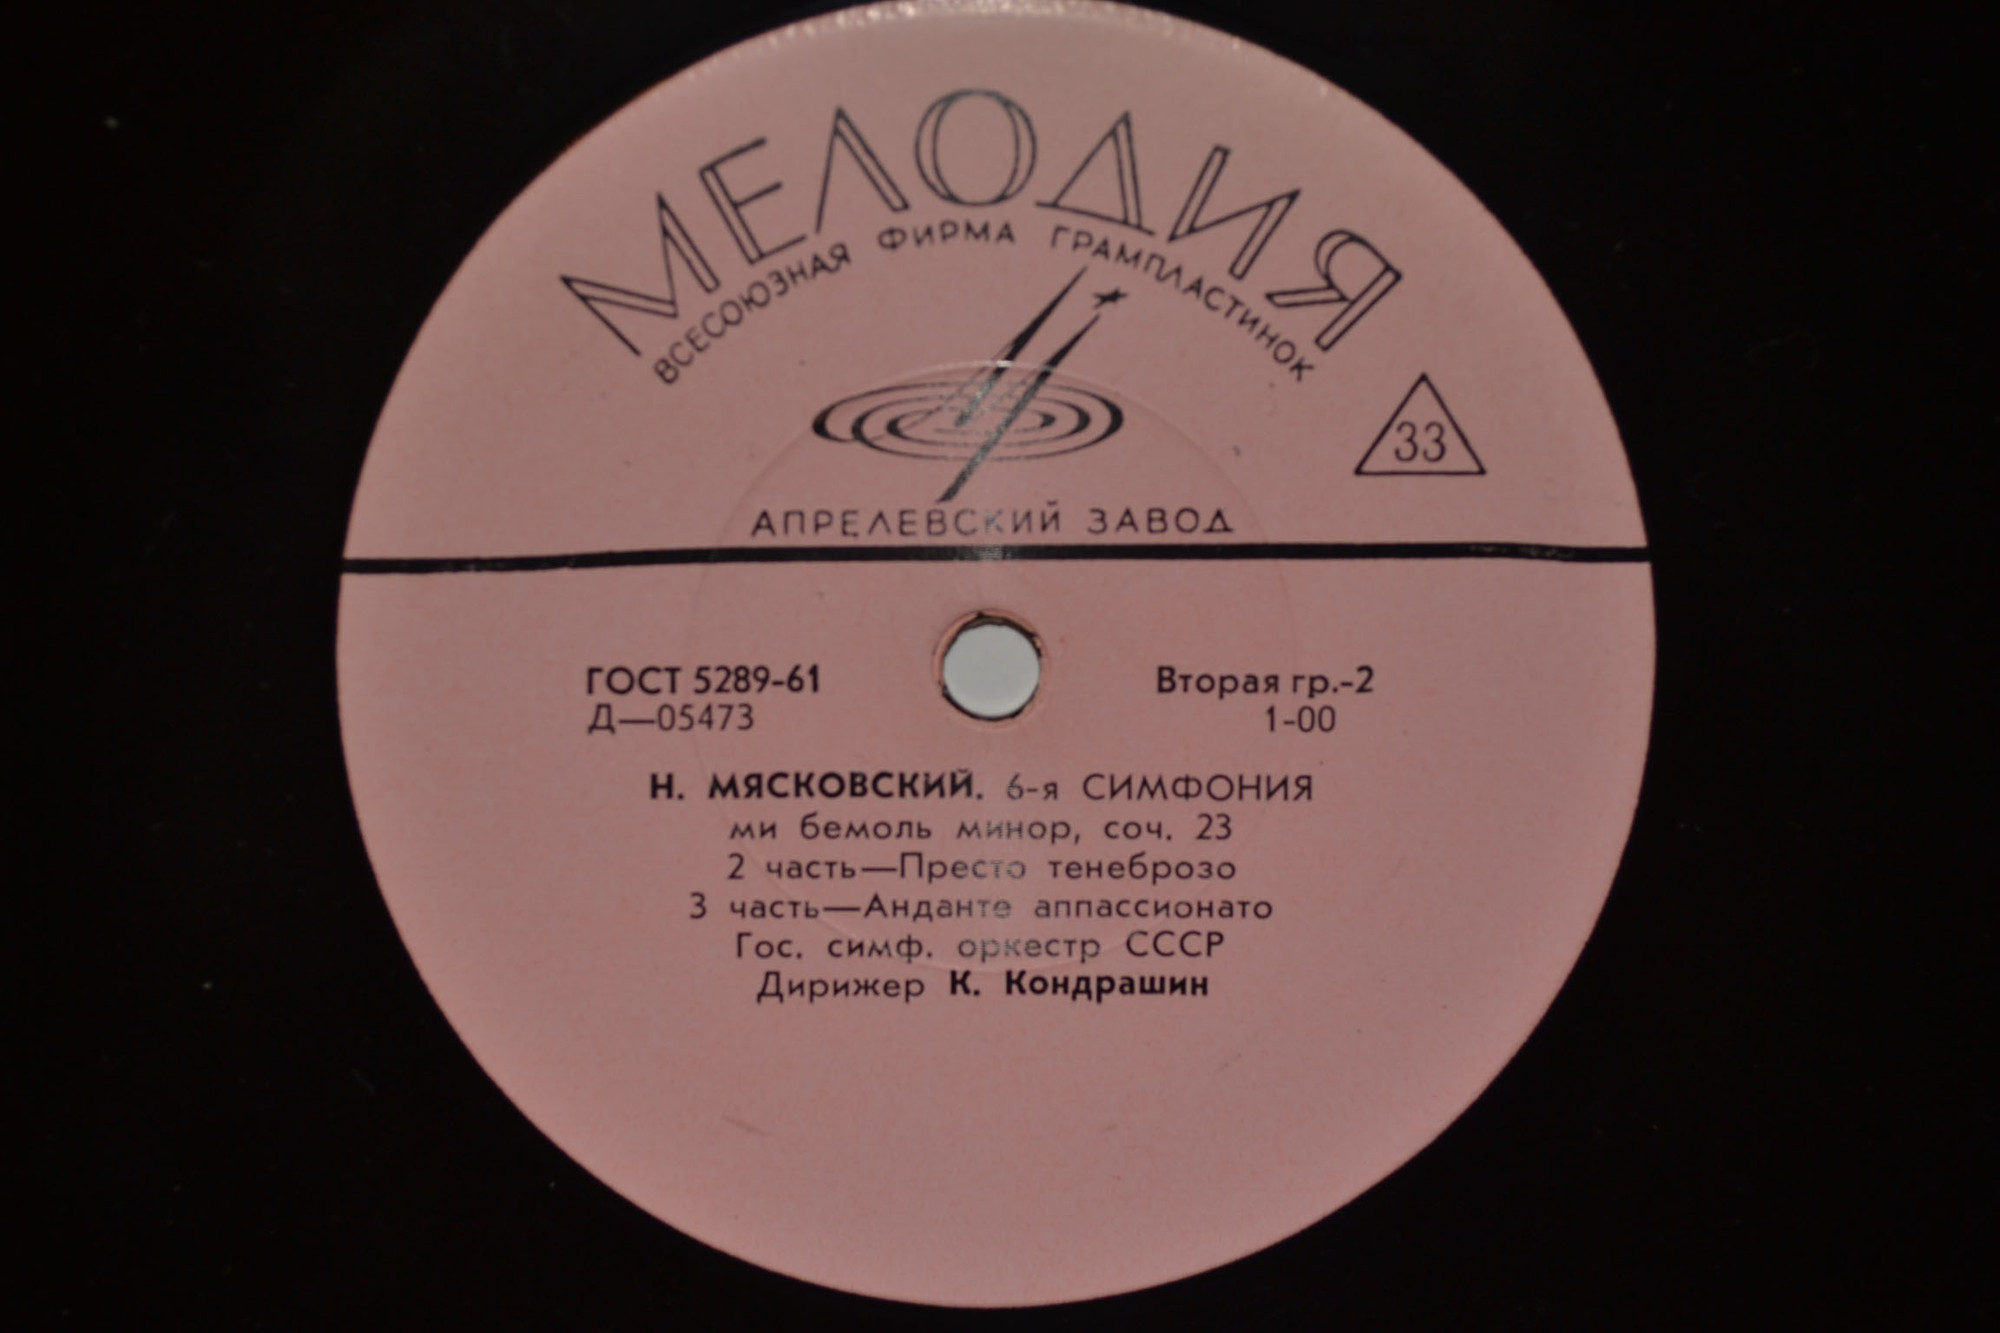 МЕЛОДИЯ
ВСЕСОЮЗНАЯ ФИРМА ГРАМПЛАСТИНОК
33
АПРЕЛЕВСКИЙ ЗАВОД
ГОСТ 5289-61
Вторая гр.-2
Д—05473
1-00
Н. МЯСКОВСКИЙ. 6-я СИМФОНИЯ
ми бемоль минор, соч. 23
2 часть—Престо тенеброзо
3 часть—Анданте аппассионато
Гос. симф. оркестр СССР
Дирижер К. Кондрашин